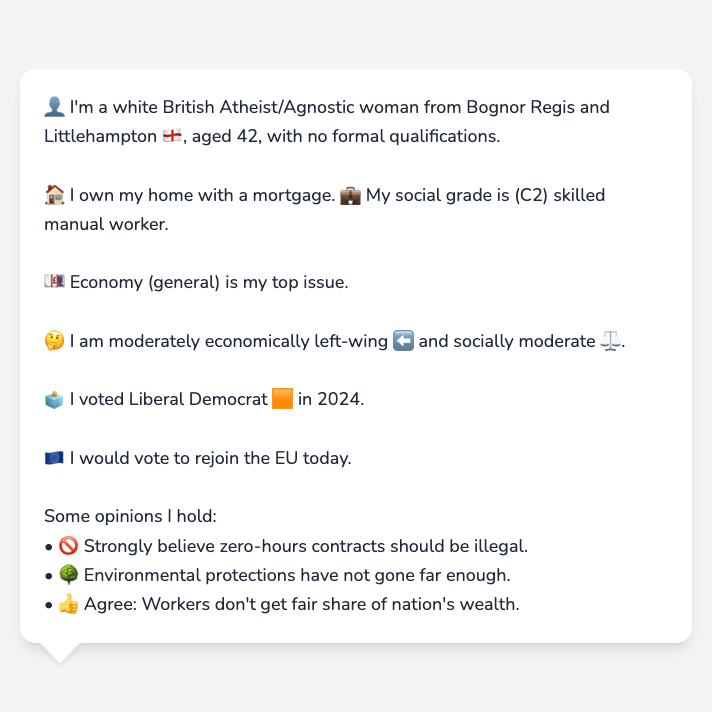 👤 I'm a white British Atheist/Agnostic woman from Bognor Regis and
Littlehampton 🏴󠁧󠁢󠁥󠁮󠁧󠁿, aged 42, with no formal qualifications.
🏠 I own my home with a mortgage. 💼 My social grade is (C2) skilled
manual worker.
💷 Economy (general) is my top issue.
🤔 I am moderately economically left-wing ⬅️ and socially moderate ⚖️.
🗳️ I voted Liberal Democrat 🟧 in 2024.
🇪🇺 I would vote to rejoin the EU today.
Some opinions I hold:
• 🚫 Strongly believe zero-hours contracts should be illegal.
• 🌳 Environmental protections have not gone far enough.
• 👍 Agree: Workers don't get fair share of nation's wealth.